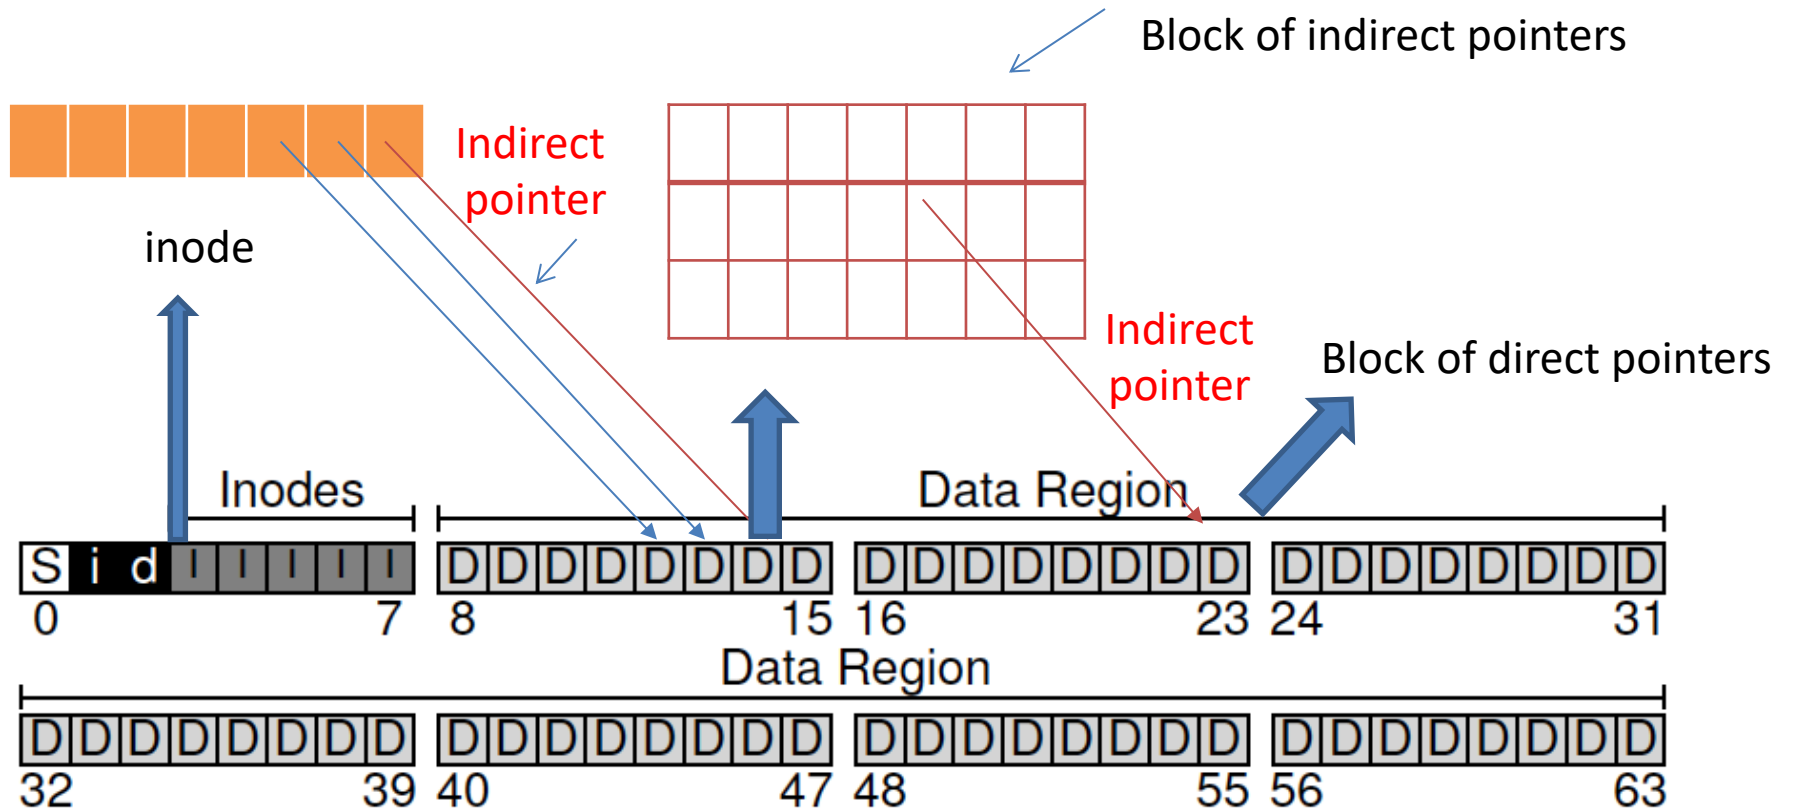 Block of indirect pointers
Indirect
pointer
inode
Indirect
pointer
Block of direct pointers
Inodes
Data Region
S i d I I I I I D D D D D D D D D D D D D D D D D D D D D D D D
0 7 8 15 16 23 24 31
Data Region
D D D D D D D D D D D D D D D D D D D D D D D D D D D D D D D D
32 39 40 47 48 55 56 63